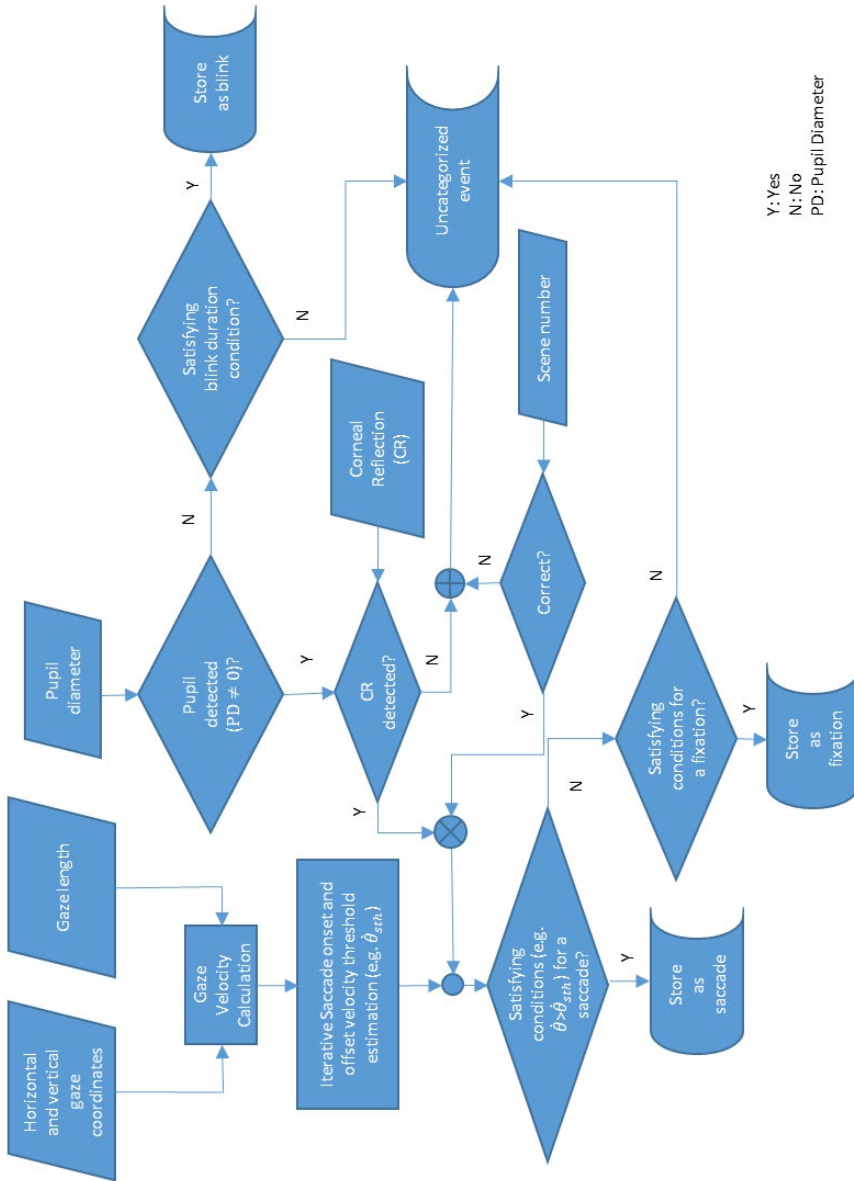 Horizontal
and vertical
gaze
coordinates
Gaze length
Pupil
diameter
Gaze
Velocity
Calculation
Pupil
detected
(PD ≠ 0)?
N
Satisfying
blink duration
condition?
Y
Store
as blink
Y
N
Iterative Saccade onset and
offset velocity threshold
estimation (e.g. θ̇sth)
CR
detected?
Corneal
Reflection
(CR)
Y
N
Uncategorized
event
Correct?
Scene number
N
Y
Satisfying
conditions (e.g.
θ̇>θ̇sth) for a
saccade?
N
Y
Store
as
saccade
Satisfying
conditions for
a fixation?
N
Y
Store
as
fixation
Y: Yes
N: No
PD: Pupil Diameter